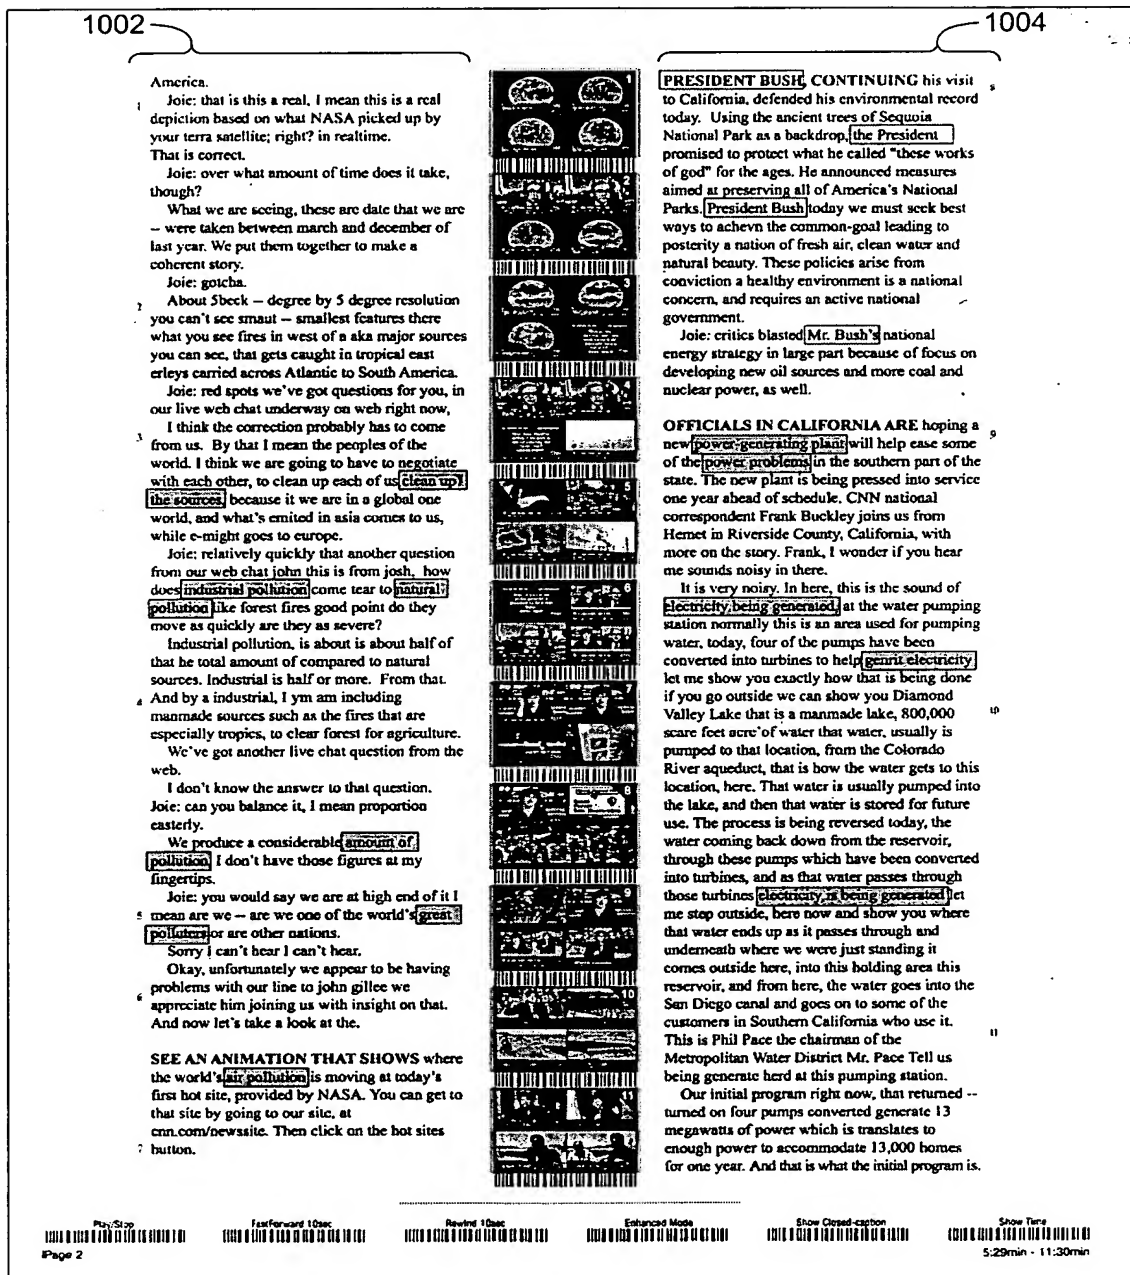 1002
1004
America.
1 Joie: that is this a real, I mean this is a real
depiction based on what NASA picked up by
your terra satellite; right? in realtime.
That is correct.
Joie: over what amount of time does it take,
though?
What we are seeing, these are date that we are
– were taken between march and december of
last year. We put them together to make a
coherent story.
Joie: gotcha.
2 About 5beck – degree by 5 degree resolution
you can't see smaut – smallest features there
what you see fires in west of a aka major sources
you can see, that gets caught in tropical east
erleys carried across Atlantic to South America.
Joie: red spots we've got questions for you, in
our live web chat underway on web right now,
I think the correction probably has to come
3 from us. By that I mean the peoples of the
world. I think we are going to have to negotiate
with each other, to clean up each of us clean up
the sources, because it we are in a global one
world, and what's emited in asia comes to us,
while e-might goes to europe.
Joie: relatively quickly that another question
from our web chat john this is from josh, how
does industrial pollution come tear to natural
pollution like forest fires good point do they
move as quickly are they as severe?
Industrial pollution, is about is about half of
that he total amount of compared to natural
sources. Industrial is half or more. From that.
4 And by a industrial, I ym am including
manmade sources such as the fires that are
especially tropics, to clear forest for agriculture.
We've got another live chat question from the
web.
I don't know the answer to that question.
Joie: can you balance it, I mean proportion
easterly.
We produce a considerable amount of
pollution I don't have those figures at my
fingertips.
Joie: you would say we are at high end of it I
5 mean are we – are we one of the world's great
polluters or are other nations.
Sorry I can't hear I can't hear.
Okay, unfortunately we appear to be having
problems with our line to john gillee we
6 appreciate him joining us with insight on that.
And now let's take a look at the.
SEE AN ANIMATION THAT SHOWS where
the world's air pollution is moving at today's
first hot site, provided by NASA. You can get to
that site by going to our site, at
cnn.com/newssite. Then click on the hot sites
7 button.
1
2
3
4
5
6
7
8
9
10
11
PRESIDENT BUSH, CONTINUING his visit
to California, defended his environmental record
today. Using the ancient trees of Sequoia
National Park as a backdrop, the President
promised to protect what he called "these works
of god" for the ages. He announced measures
aimed at preserving all of America's National
Parks. President Bush today we must seek best
ways to achevn the common-goal leading to
posterity a nation of fresh air, clean water and
natural beauty. These policies arise from
conviction a healthy environment is a national
concern, and requires an active national
government.
Joie: critics blasted Mr. Bush's national
energy strategy in large part because of focus on
developing new oil sources and more coal and
nuclear power, as well.
OFFICIALS IN CALIFORNIA ARE hoping a
new power-generating plant will help ease some 9
of the power problems in the southern part of the
state. The new plant is being pressed into service
one year ahead of schedule. CNN national
correspondent Frank Buckley joins us from
Hemet in Riverside County, California, with
more on the story. Frank, I wonder if you hear
me sounds noisy in there.
It is very noisy. In here, this is the sound of
electricity being generated, at the water pumping
station normally this is an area used for pumping
water, today, four of the pumps have been
converted into turbines to help genrit electricity
let me show you exactly how that is being done
if you go outside we can show you Diamond
Valley Lake that is a manmade lake, 800,000 10
scare feet acre of water that water, usually is
pumped to that location, from the Colorado
River aqueduct, that is how the water gets to this
location, here. That water is usually pumped into
the lake, and then that water is stored for future
use. The process is being reversed today, the
water coming back down from the reservoir,
through these pumps which have been converted
into turbines, and as that water passes through
those turbines electricity is being generated let
me step outside, here now and show you where
that water ends up as it passes through and
underneath where we were just standing it
comes outside here, into this holding area this
reservoir, and from here, the water goes into the
San Diego canal and goes on to some of the
customers in Southern California who use it.
This is Phil Pace the chairman of the 11
Metropolitan Water District Mr. Pace Tell us
being generate herd at this pumping station.
Our initial program right now, that returned --
turned on four pumps converted generate 13
megawatts of power which is translates to
enough power to accommodate 13,000 homes
for one year. And that is what the initial program is.
Play/Stop
FastForward 10sec
Rewind 10sec
Enhanced Mode
Show Closed-caption
Show Time
Page 2
5:29min - 11:30min